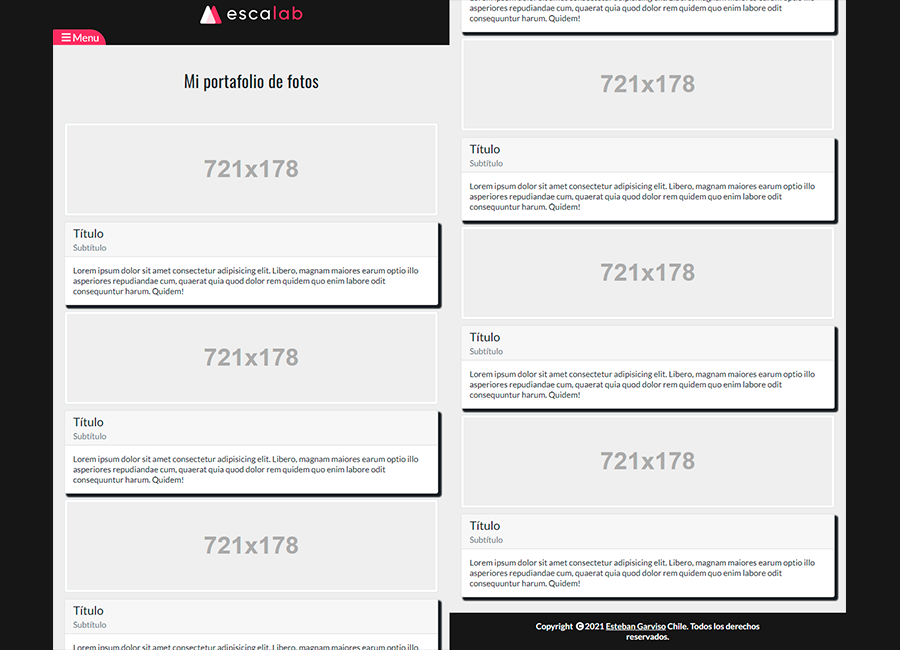 escalab
Menu
Mi portafolio de fotos
721x178
Título
Subtítulo
Lorem ipsum dolor sit amet consectetur adipisicing elit. Libero, magnam maiores earum optio illo
asperiores repudiandae cum, quaerat quia quod dolor rem quidem quo enim labore odit
consequuntur harum. Quidem!
721x178
Título
Subtítulo
Lorem ipsum dolor sit amet consectetur adipisicing elit. Libero, magnam maiores earum optio illo
asperiores repudiandae cum, quaerat quia quod dolor rem quidem quo enim labore odit
consequuntur harum. Quidem!
721x178
Título
Subtítulo
Lorem ipsum dolor sit amet consectetur adipisicing elit. Libero, magnam maiores earum optio illo
asperiores repudiandae cum, quaerat quia quod dolor rem quidem quo enim labore odit
consequuntur harum. Quidem!
721x178
Título
Subtítulo
Lorem ipsum dolor sit amet consectetur adipisicing elit. Libero, magnam maiores earum optio illo
asperiores repudiandae cum, quaerat quia quod dolor rem quidem quo enim labore odit
consequuntur harum. Quidem!
721x178
Título
Subtítulo
Lorem ipsum dolor sit amet consectetur adipisicing elit. Libero, magnam maiores earum optio illo
asperiores repudiandae cum, quaerat quia quod dolor rem quidem quo enim labore odit
consequuntur harum. Quidem!
721x178
Título
Subtítulo
Lorem ipsum dolor sit amet consectetur adipisicing elit. Libero, magnam maiores earum optio illo
asperiores repudiandae cum, quaerat quia quod dolor rem quidem quo enim labore odit
consequuntur harum. Quidem!
Copyright © 2021 Esteban Garviso Chile. Todos los derechos
reservados.